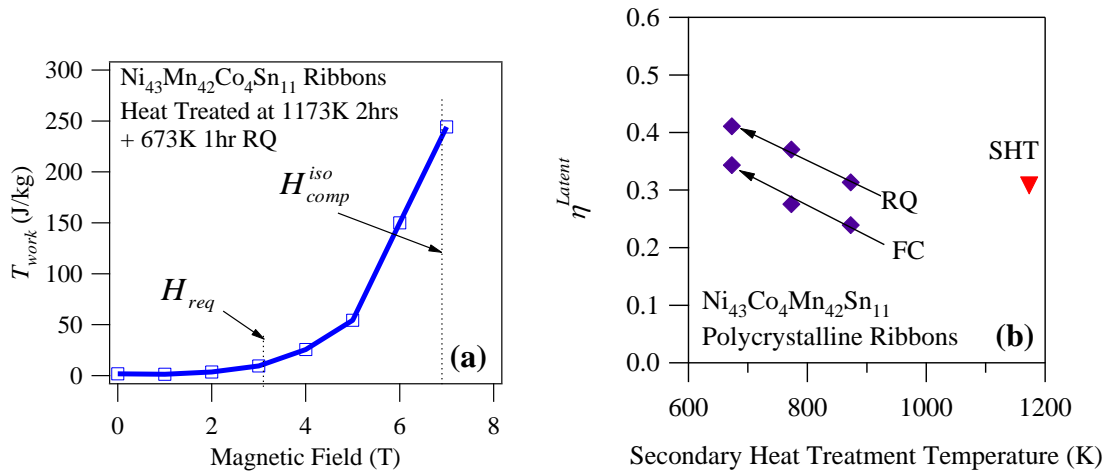 Ni43Mn42Co4Sn11 Ribbons
Heat Treated at 1173K 2hrs
+ 673K 1hr RQ
300
250
200
150
100
50
0
T_work (J/kg)
H_comp^iso
H_req
(a)
0 2 4 6 8
Magnetic Field (T)
0.6
0.5
0.4
0.3
0.2
0.1
0.0
η^Latent
SHT
RQ
FC
Ni43Co4Mn42Sn11
Polycrystalline Ribbons
(b)
600 800 1000 1200
Secondary Heat Treatment Temperature (K)